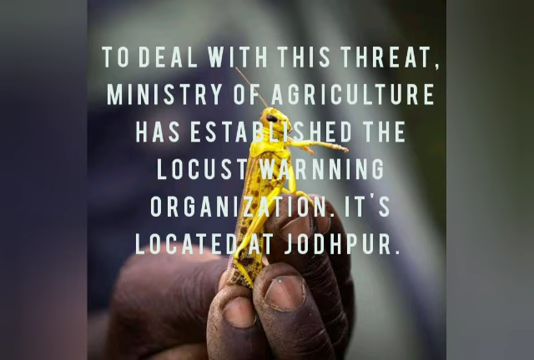 TO DEAL WITH THIS THREAT,
MINISTRY OF AGRICULTURE
HAS ESTABLISHED THE
LOCUST WARNNING
ORGANIZATION. IT'S
LOCATED AT JODHPUR.